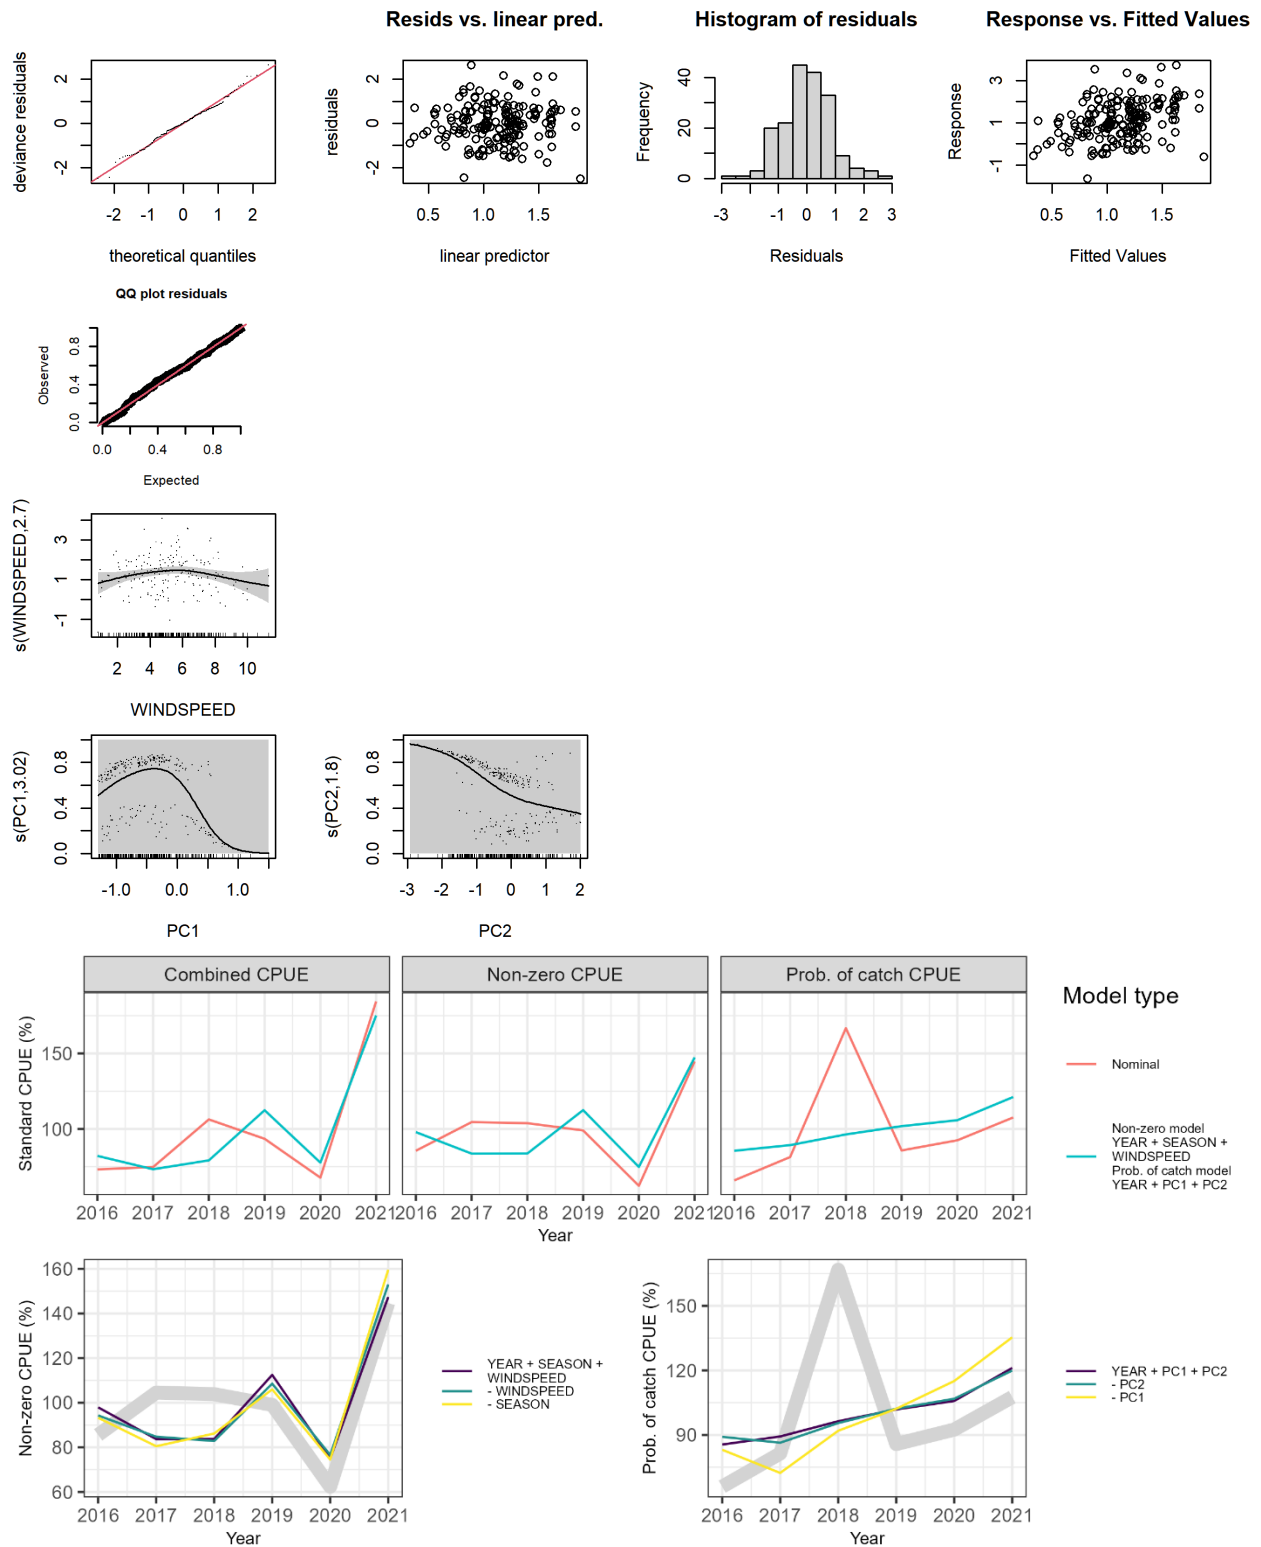 Resids vs. linear pred.
Histogram of residuals
Response vs. Fitted Values
deviance residuals
2
0
-2
-2 -1 0 1 2
theoretical quantiles
residuals
2
0
-2
0.5 1.0 1.5
linear predictor
Frequency
40
20
0
-3 -1 0 1 2 3
Residuals
Response
3
1
-1
0.5 1.0 1.5
Fitted Values
QQ plot residuals
Observed
0.8
0.4
0.0
0.0 0.4 0.8
Expected
s(WINDSPEED,2.7)
3
1
-1
2 4 6 8 10
WINDSPEED
s(PC1,3.02)
0.8
0.4
0.0
-1.0 0.0 1.0
PC1
s(PC2,1.8)
0.8
0.4
0.0
-3 -2 -1 0 1 2
PC2
Combined CPUE
Non-zero CPUE
Prob. of catch CPUE
Standard CPUE (%)
150
100
2016 2017 2018 2019 2020 2021
2016 2017 2018 2019 2020 2021
2016 2017 2018 2019 2020 2021
Year
Model type
Nominal
Non-zero model
YEAR + SEASON +
WINDSPEED
Prob. of catch model
YEAR + PC1 + PC2
Non-zero CPUE (%)
160
140
120
100
80
60
2016 2017 2018 2019 2020 2021
Year
YEAR + SEASON +
WINDSPEED
- WINDSPEED
- SEASON
Prob. of catch CPUE (%)
150
120
90
2016 2017 2018 2019 2020 2021
Year
YEAR + PC1 + PC2
- PC2
- PC1